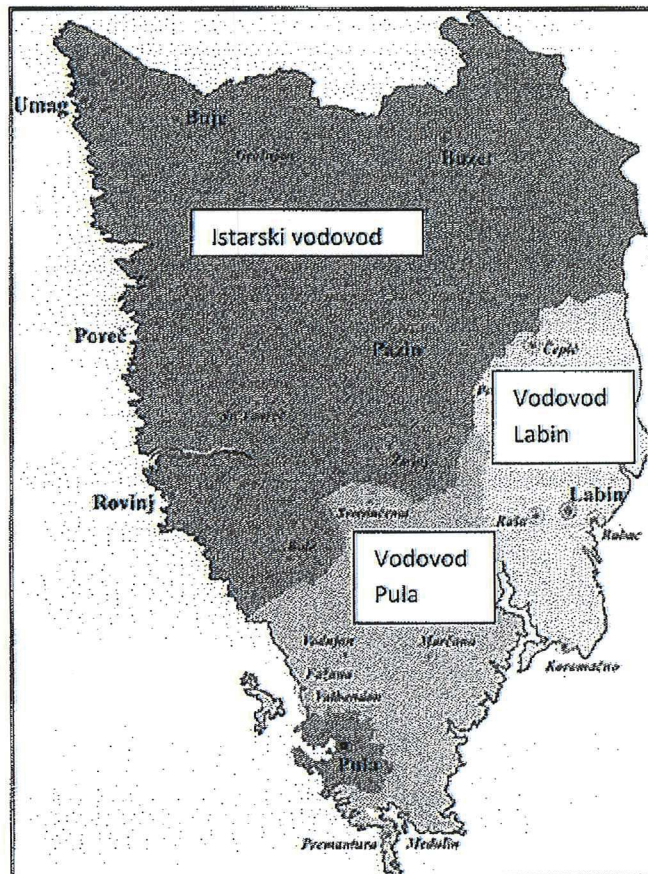 Umag
Buje
Grožnjan
Buzet
Istarski vodovod
Poreč
Pazin
Čepić
Vodovod
Labin
Žminj
Rovinj
Labin
Svetvinčenat
Raša
Rabac
Bale
Vodovod
Pula
Vodnjan
Marčana
Fažana
Koromačno
Valbandon
Pula
Premantura
Medulin